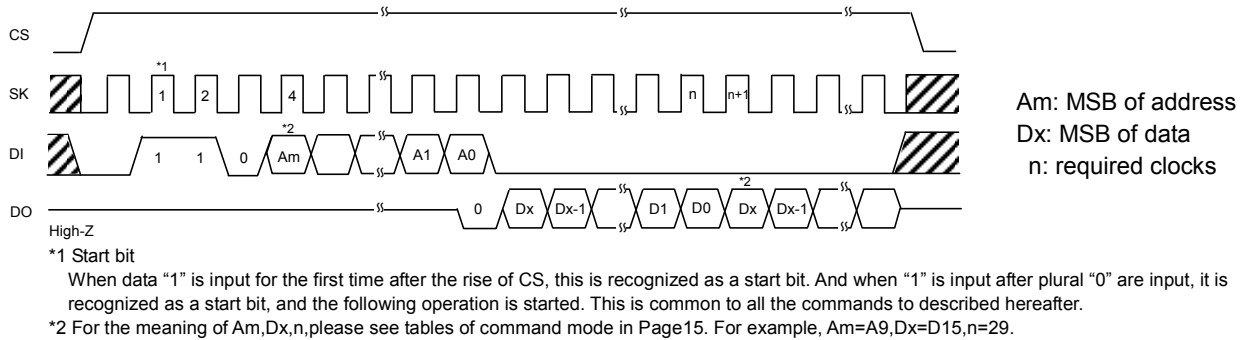 CS
*1
SK 1 2 4 n n+1
Am: MSB of address
Dx: MSB of data
n: required clocks
*2
DI 1 1 0 Am A1 A0
*2
DO 0 Dx Dx-1 D1 D0 Dx Dx-1
High-Z
*1 Start bit
When data “1” is input for the first time after the rise of CS, this is recognized as a start bit. And when “1” is input after plural “0” are input, it is
recognized as a start bit, and the following operation is started. This is common to all the commands to described hereafter.
*2 For the meaning of Am,Dx,n,please see tables of command mode in Page15. For example, Am=A9,Dx=D15,n=29.